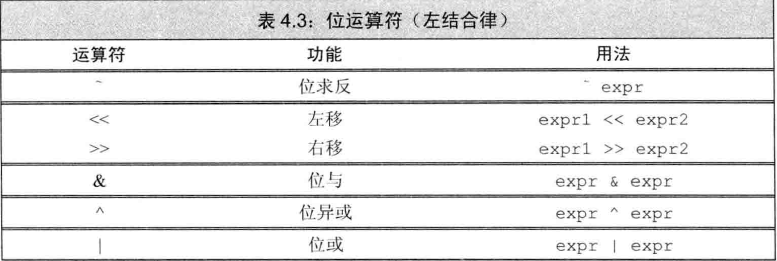 表 4.3：位运算符（左结合律）
运算符 功能 用法
~ 位求反 ~ expr
<< 左移 expr1 << expr2
>> 右移 expr1 >> expr2
& 位与 expr & expr
^ 位异或 expr ^ expr
| 位或 expr | expr